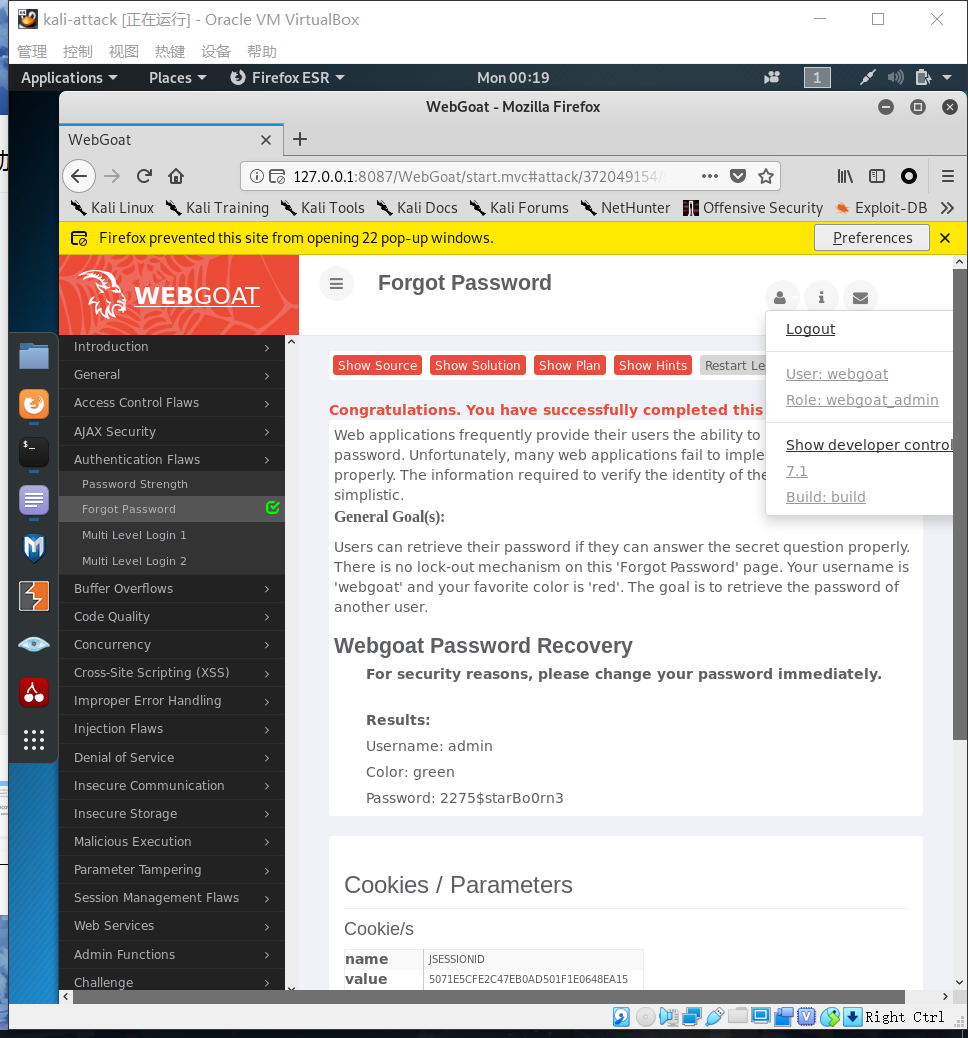 kali-attack [正在运行] - Oracle VM VirtualBox
管理 控制 视图 热键 设备 帮助
Applications Places Firefox ESR Mon 00:19 1
WebGoat - Mozilla Firefox
WebGoat
127.0.0.1:8087/WebGoat/start.mvc#attack/372049154/
Kali Linux Kali Training Kali Tools Kali Docs Kali Forums NetHunter Offensive Security Exploit-DB
Firefox prevented this site from opening 22 pop-up windows. Preferences
WEBGOAT
Forgot Password
Logout
User: webgoat
Role: webgoat_admin
Show developer control
7.1
Build: build
Introduction
General
Access Control Flaws
AJAX Security
Authentication Flaws
Password Strength
Forgot Password
Multi Level Login 1
Multi Level Login 2
Buffer Overflows
Code Quality
Concurrency
Cross-Site Scripting (XSS)
Improper Error Handling
Injection Flaws
Denial of Service
Insecure Communication
Insecure Storage
Malicious Execution
Parameter Tampering
Session Management Flaws
Web Services
Admin Functions
Challenge
Show Source Show Solution Show Plan Show Hints Restart Le
Congratulations. You have successfully completed this
Web applications frequently provide their users the ability to
password. Unfortunately, many web applications fail to imple
properly. The information required to verify the identity of the
simplistic.
General Goal(s):
Users can retrieve their password if they can answer the secret question properly.
There is no lock-out mechanism on this 'Forgot Password' page. Your username is
'webgoat' and your favorite color is 'red'. The goal is to retrieve the password of
another user.
Webgoat Password Recovery
For security reasons, please change your password immediately.
Results:
Username: admin
Color: green
Password: 2275$starBo0rn3
Cookies / Parameters
Cookie/s
name JSESSIONID
value 5071E5CFE2C47EB0AD501F1E0648EA15
Right Ctrl